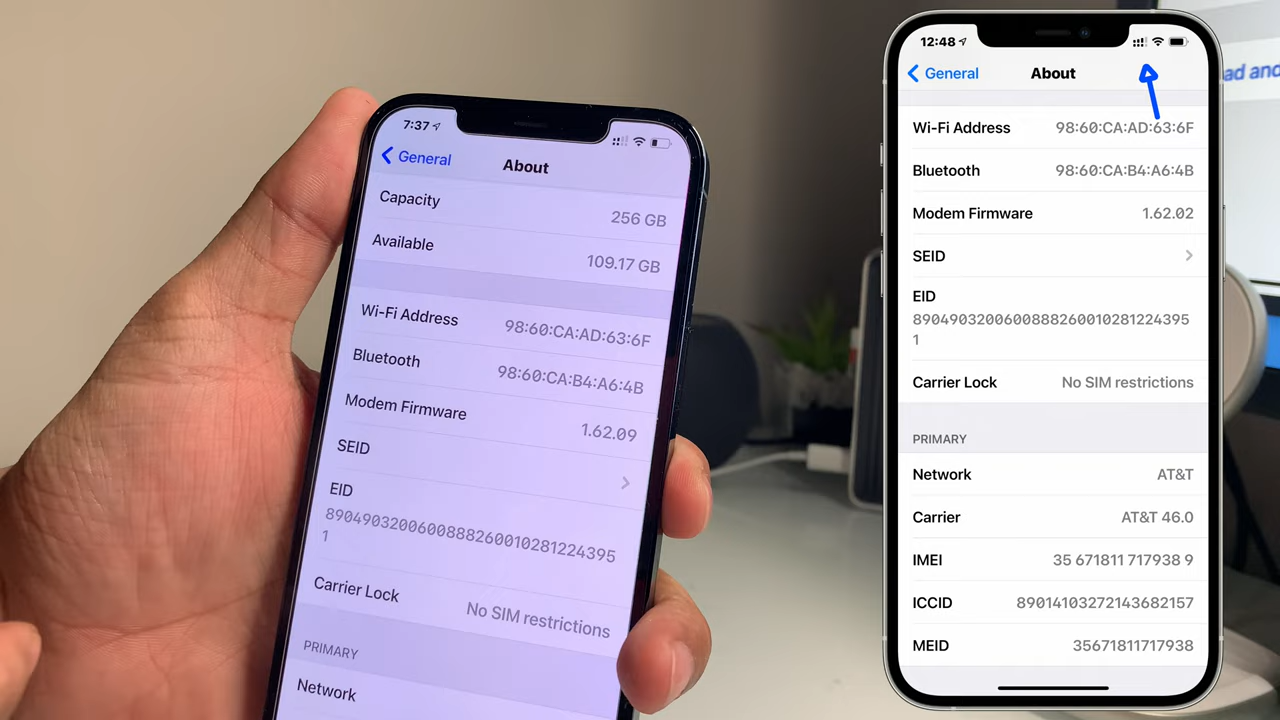 7:37
General
About
Capacity
256 GB
Available
109.17 GB
Wi-Fi Address
98:60:CA:AD:63:6F
Bluetooth
98:60:CA:B4:A6:4B
Modem Firmware
1.62.09
SEID
EID
8904903200600888260010281224395
1
Carrier Lock
No SIM restrictions
PRIMARY
Network
12:48
General
About
Wi-Fi Address
98:60:CA:AD:63:6F
Bluetooth
98:60:CA:B4:A6:4B
Modem Firmware
1.62.02
SEID
EID
8904903200600888260010281224395
1
Carrier Lock
No SIM restrictions
PRIMARY
Network
AT&T
Carrier
AT&T 46.0
IMEI
35 671811 717938 9
ICCID
89014103272143682157
MEID
35671811717938
ad and